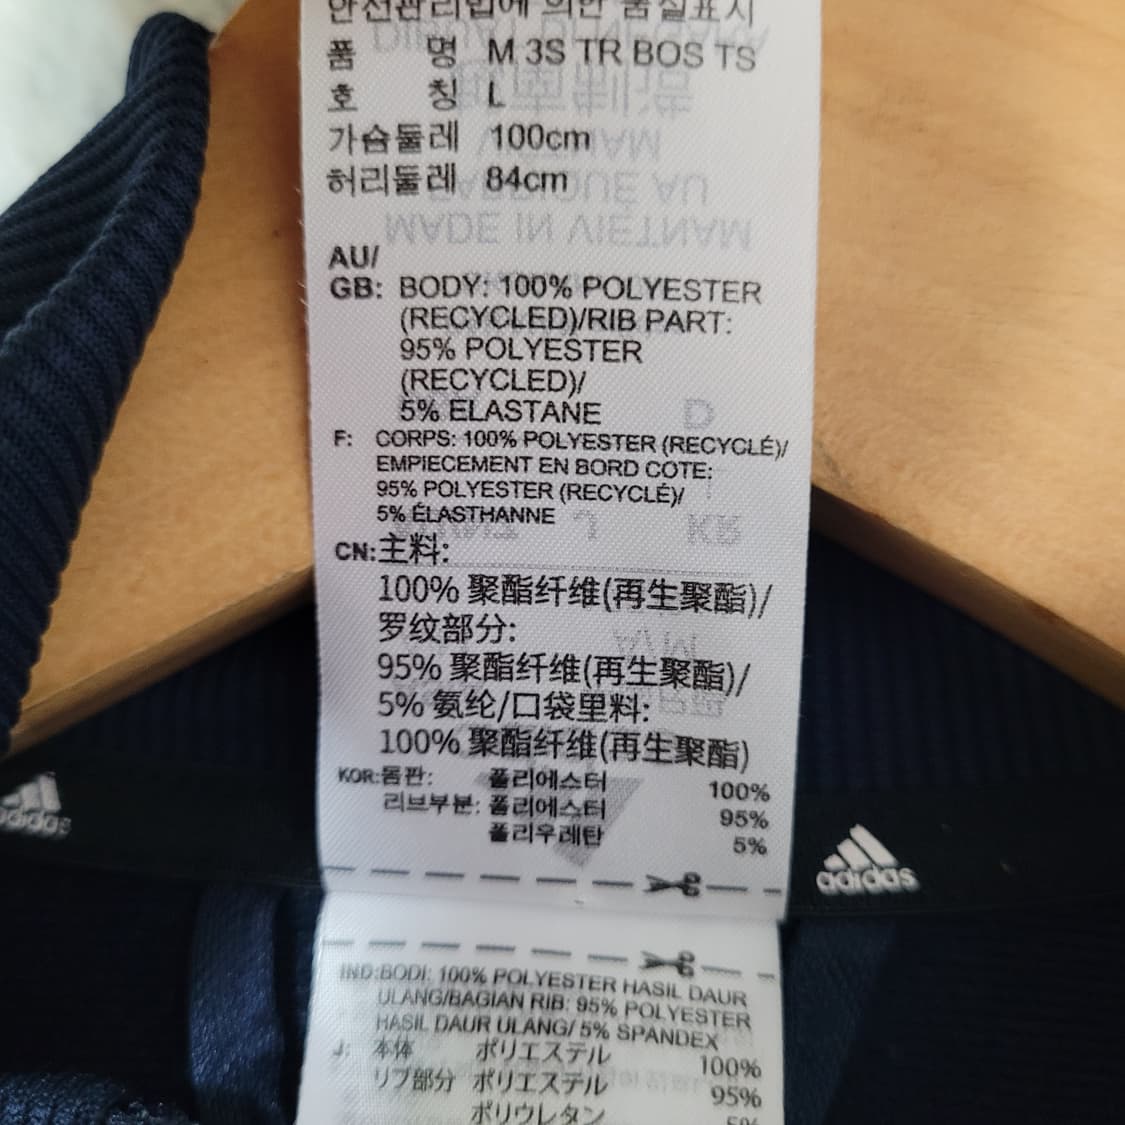 안전관리법에 의한 품질표시
품 명 M 3S TR BOS TS
호 칭 L
가슴둘레 100cm
허리둘레 84cm
AU/
GB: BODY: 100% POLYESTER
(RECYCLED)/RIB PART:
95% POLYESTER
(RECYCLED)/
5% ELASTANE
F: CORPS: 100% POLYESTER (RECYCLÉ)/
EMPIECEMENT EN BORD COTE:
95% POLYESTER (RECYCLÉ)/
5% ÉLASTHANNE
CN:主料:
100% 聚酯纤维(再生聚酯)/
罗纹部分:
95% 聚酯纤维(再生聚酯)/
5% 氨纶/口袋里料:
100% 聚酯纤维(再生聚酯)
KOR:몸판: 폴리에스터 100%
리브부분: 폴리에스터 95%
폴리우레탄 5%
adidas
adidas
IND:BODI: 100% POLYESTER HASIL DAUR
ULANG/BAGIAN RIB: 95% POLYESTER
HASIL DAUR ULANG/ 5% SPANDEX
J: 本体 ポリエステル 100%
リブ部分 ポリエステル 95%
ポリウレタン 5%